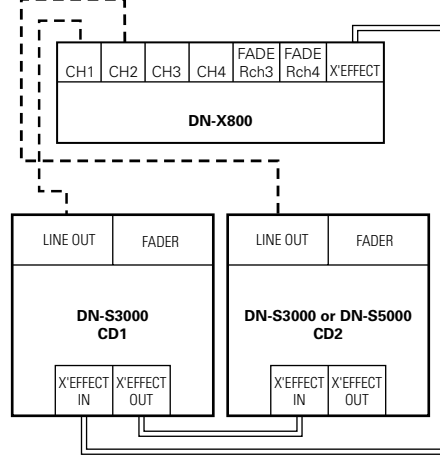 CH1 CH2 CH3 CH4 FADE Rch3 FADE Rch4 X'EFFECT
DN-X800
LINE OUT FADER
DN-S3000
CD1
X'EFFECT IN X'EFFECT OUT
LINE OUT FADER
DN-S3000 or DN-S5000
CD2
X'EFFECT IN X'EFFECT OUT